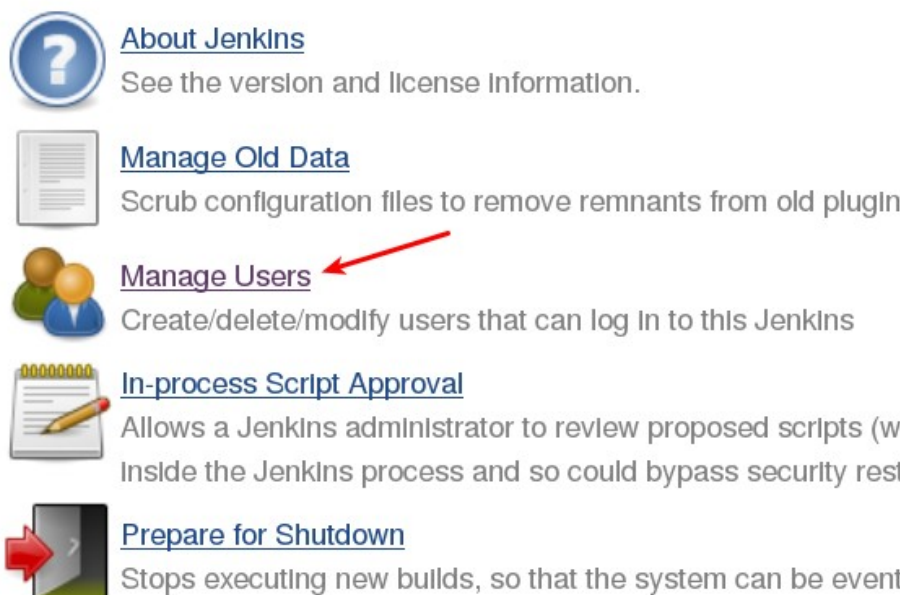 About Jenkins
See the version and license information.
Manage Old Data
Scrub configuration files to remove remnants from old plugin
Manage Users
Create/delete/modify users that can log in to this Jenkins
In-process Script Approval
Allows a Jenkins administrator to review proposed scripts (w
inside the Jenkins process and so could bypass security rest
Prepare for Shutdown
Stops executing new builds, so that the system can be event